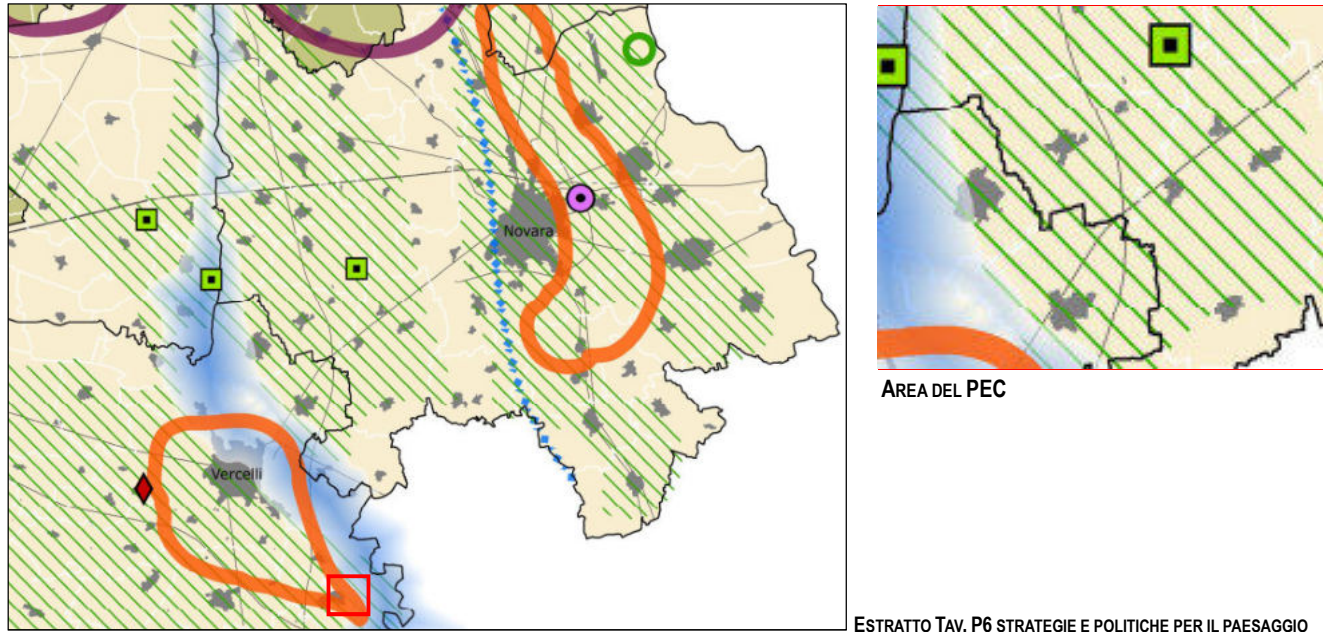 Novara
Vercelli
AREA DEL PEC
ESTRATTO TAV. P6 STRATEGIE E POLITICHE PER IL PAESAGGIO